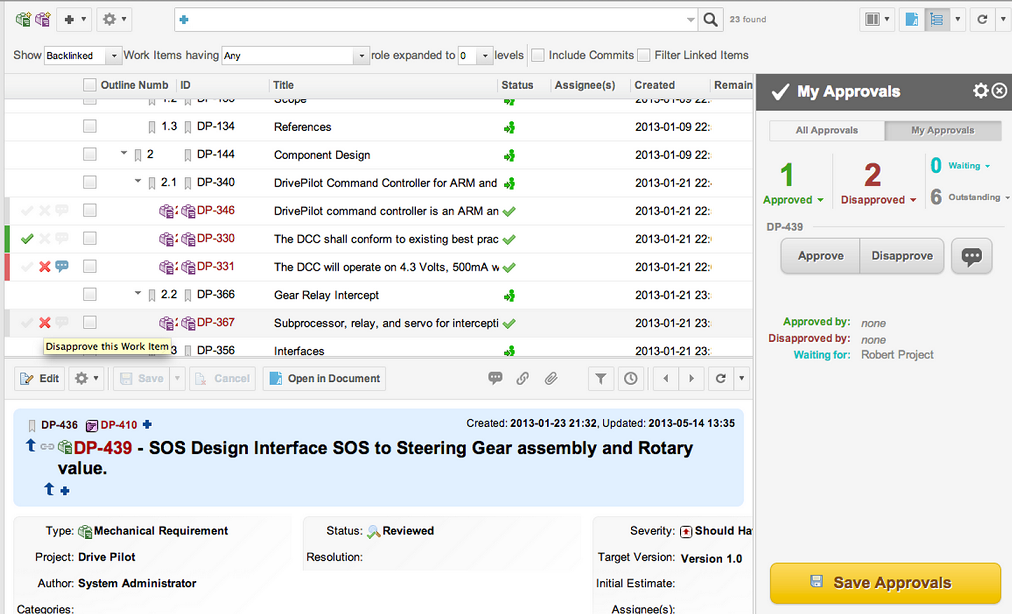 23 found
Show Backlinked Work Items having Any role expanded to 0 levels Include Commits Filter Linked Items
Outline Numb ID Title Status Assignee(s) Created Remain
Scope 2013-01-09 22:
1.3 DP-134 References 2013-01-09 22:
2 DP-144 Component Design 2013-01-09 22:
2.1 DP-340 DrivePilot Command Controller for ARM and 2013-01-21 22:
DP-346 DrivePilot command controller is an ARM an 2013-01-21 22:
DP-330 The DCC shall conform to existing best prac 2013-01-21 22:
DP-331 The DCC will operate on 4.3 Volts, 500mA w 2013-01-21 22:
2.2 DP-366 Gear Relay Intercept 2013-01-21 23:
DP-367 Subprocessor, relay, and servo for intercepti 2013-01-21 23:
Disapprove this Work Item
3 DP-356 Interfaces 2013-01-21 23:
Edit Save Cancel Open in Document
DP-436 DP-410 Created: 2013-01-23 21:32, Updated: 2013-05-14 13:35
DP-439 - SOS Design Interface SOS to Steering Gear assembly and Rotary
value.
Type: Mechanical Requirement Status: Reviewed Severity: Should Ha
Project: Drive Pilot Resolution: Target Version: Version 1.0
Author: System Administrator Initial Estimate:
Categories: Assignee(s):
My Approvals
All Approvals My Approvals
1 Approved
2 Disapproved
0 Waiting
6 Outstanding
DP-439
Approve Disapprove
Approved by: none
Disapproved by: none
Waiting for: Robert Project
Save Approvals